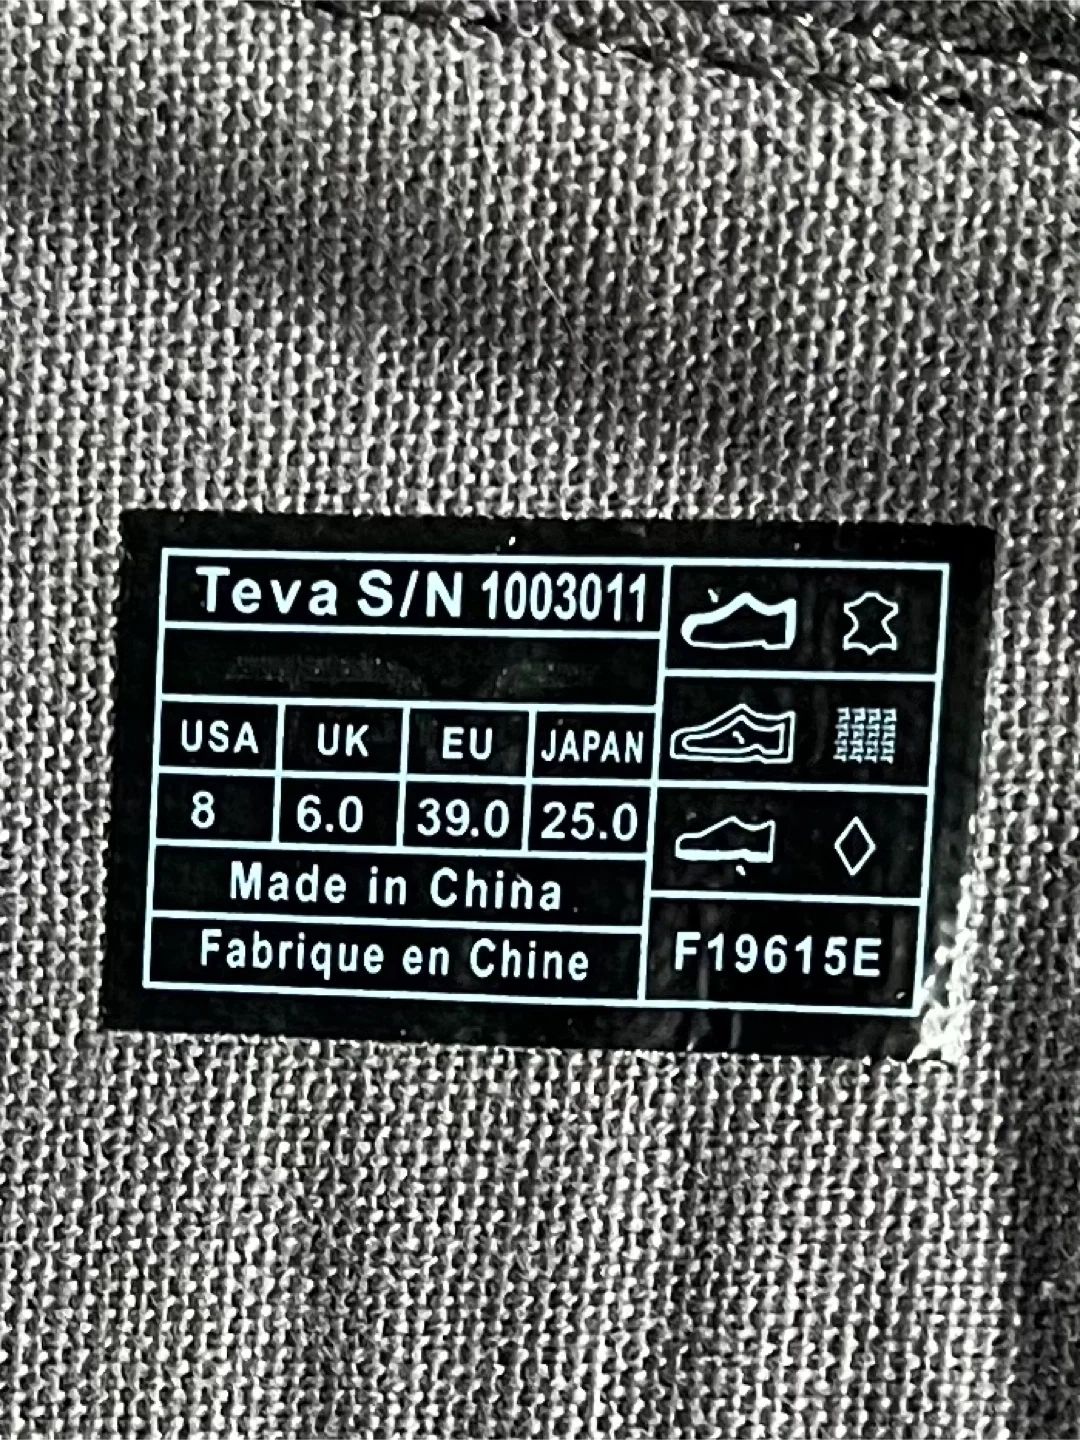 Teva S/N 1003011
USA UK EU JAPAN
8 6.0 39.0 25.0
Made in China
Fabrique en Chine
F19615E